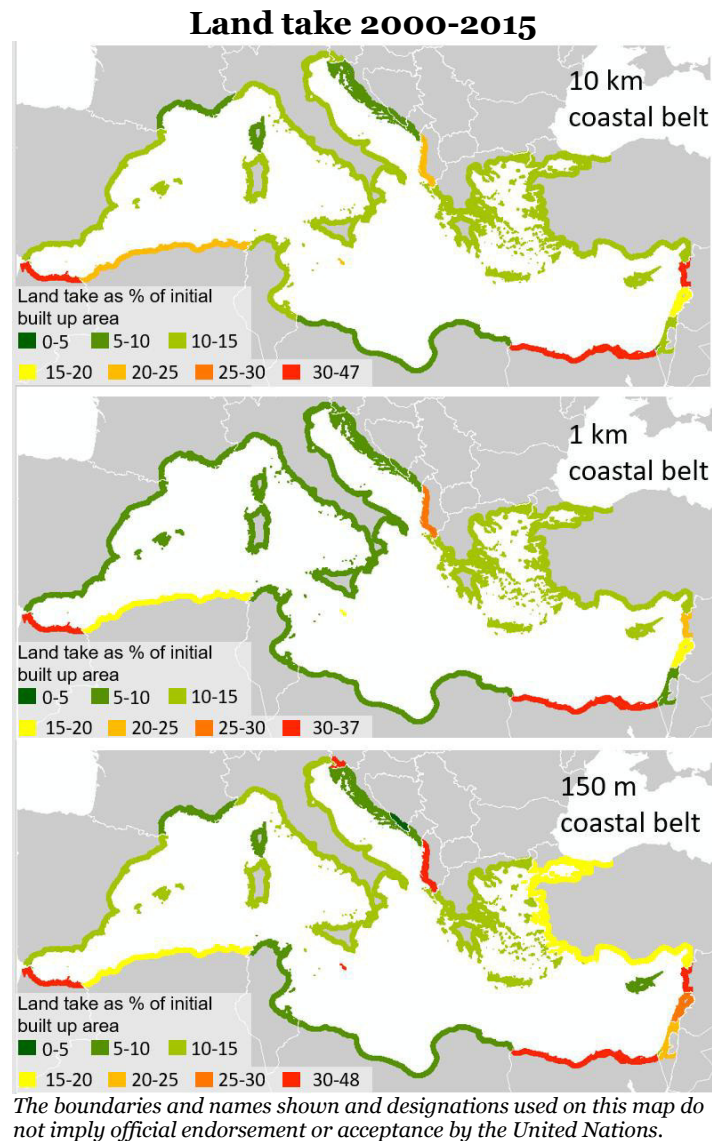 Land take 2000-2015
10 km
coastal belt
Land take as % of initial
built up area
0-5 5-10 10-15
15-20 20-25 25-30 30-47
1 km
coastal belt
Land take as % of initial
built up area
0-5 5-10 10-15
15-20 20-25 25-30 30-37
150 m
coastal belt
Land take as % of initial
built up area
0-5 5-10 10-15
15-20 20-25 25-30 30-48
The boundaries and names shown and designations used on this map do
not imply official endorsement or acceptance by the United Nations.